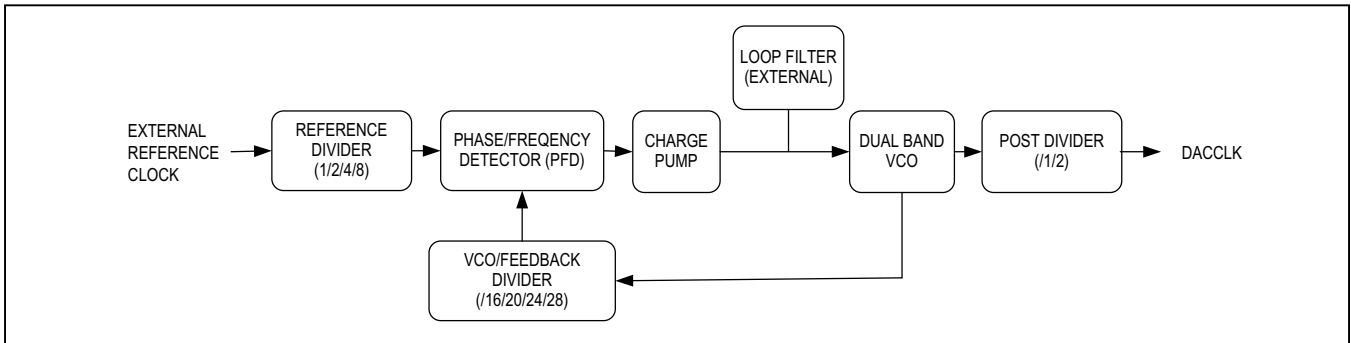 LOOP FILTER
(EXTERNAL)
EXTERNAL
REFERENCE
CLOCK
REFERENCE
DIVIDER
(1/2/4/8)
PHASE/FREQENCY
DETECTOR (PFD)
CHARGE
PUMP
DUAL BAND
VCO
POST DIVIDER
(/1/2)
DACCLK
VCO/FEEDBACK
DIVIDER
(/16/20/24/28)